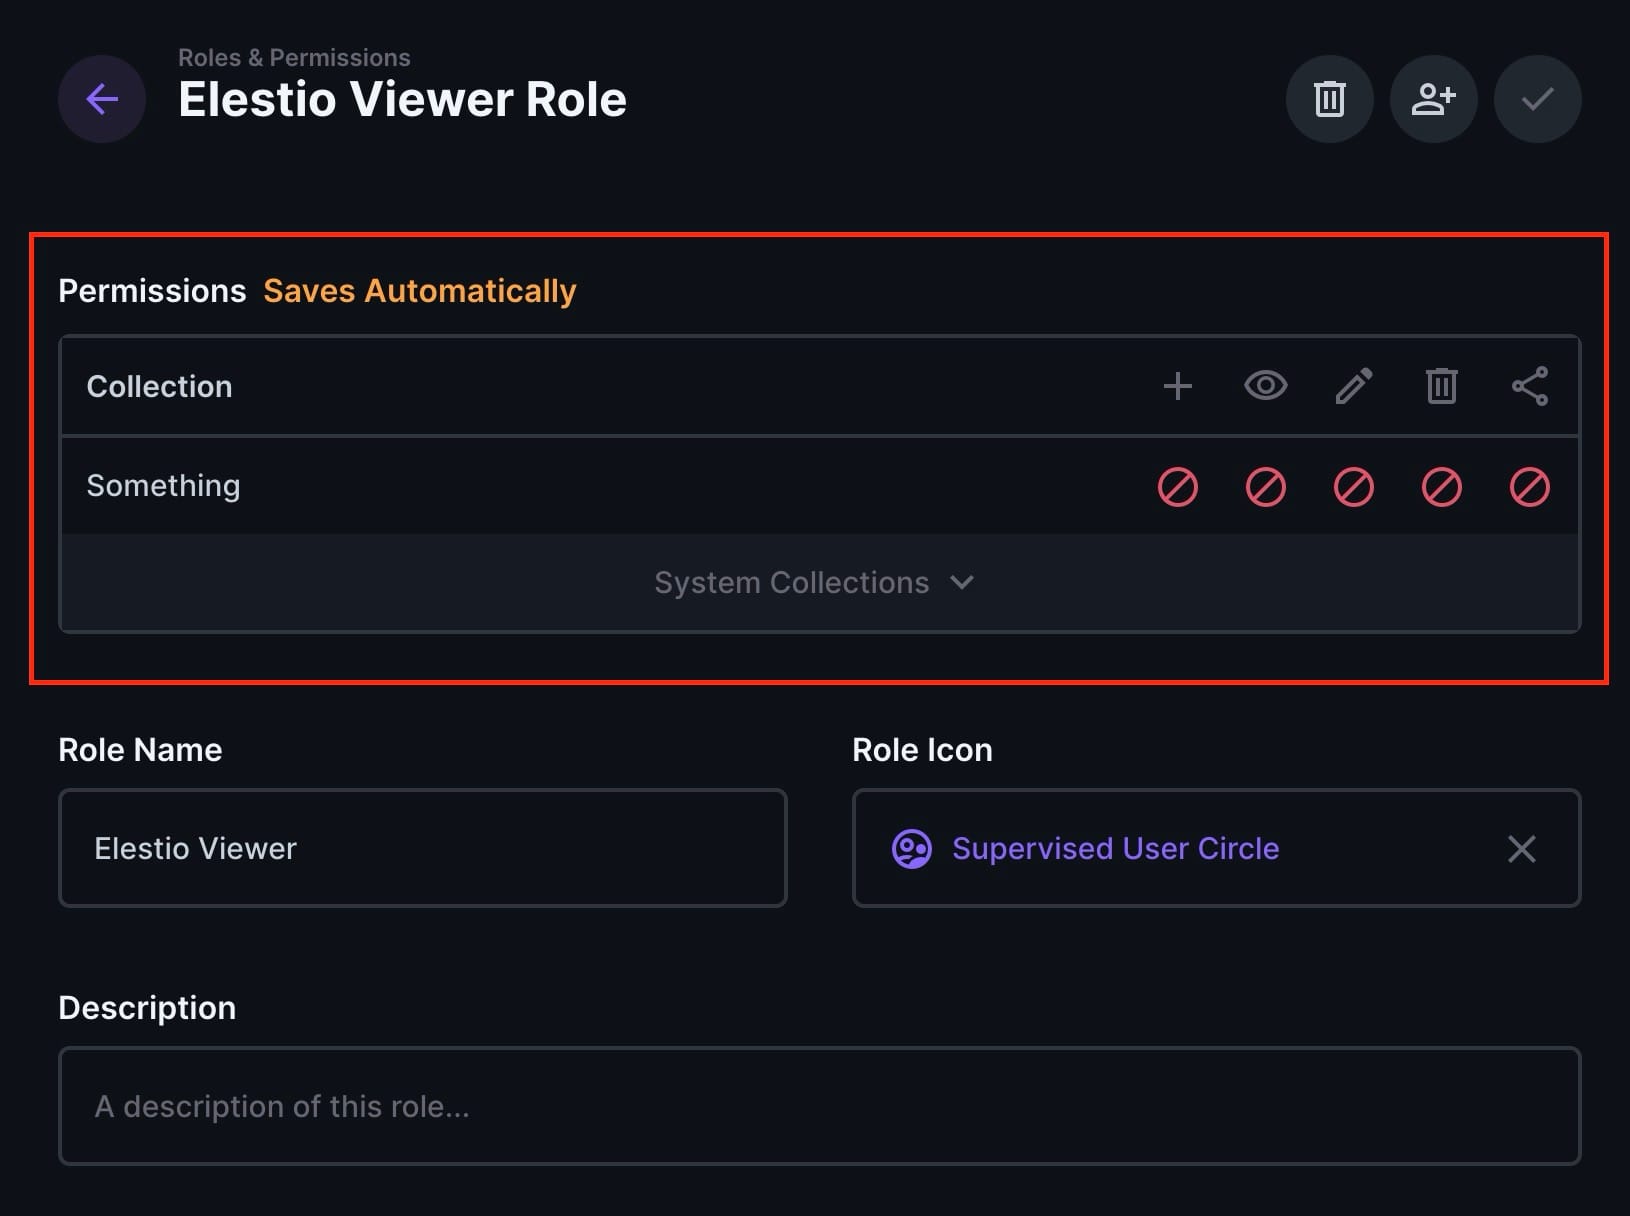 Roles & Permissions
Elestio Viewer Role
Permissions Saves Automatically
Collection
Something
System Collections
Role Name
Role Icon
Elestio Viewer
Supervised User Circle
Description
A description of this role...